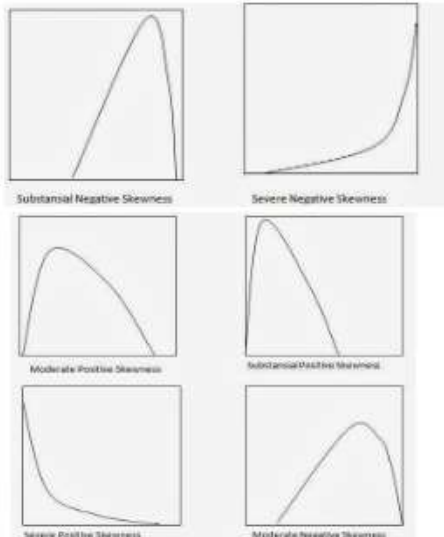 Substansial Negative Skewness
Severe Negative Skewness
Moderate Positive Skewness
Substansial Positive Skewness
Severe Positive Skewness
Moderate Negative Skewness